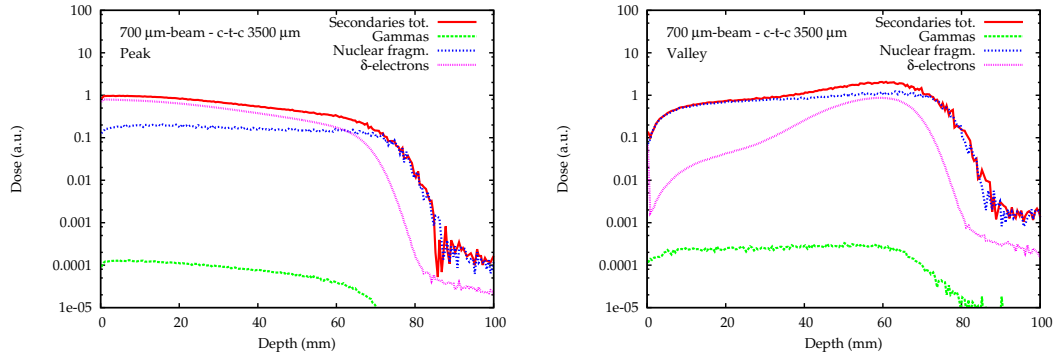 100
10
1
0.1
0.01
0.001
0.0001
1e-05
0 20 40 60 80 100
Dose (a.u.)
Depth (mm)
700 µm-beam - c-t-c 3500 µm
Peak
Secondaries tot.
Gammas
Nuclear fragm.
δ-electrons
100
10
1
0.1
0.01
0.001
0.0001
1e-05
0 20 40 60 80 100
Dose (a.u.)
Depth (mm)
700 µm-beam - c-t-c 3500 µm
Valley
Secondaries tot.
Gammas
Nuclear fragm.
δ-electrons